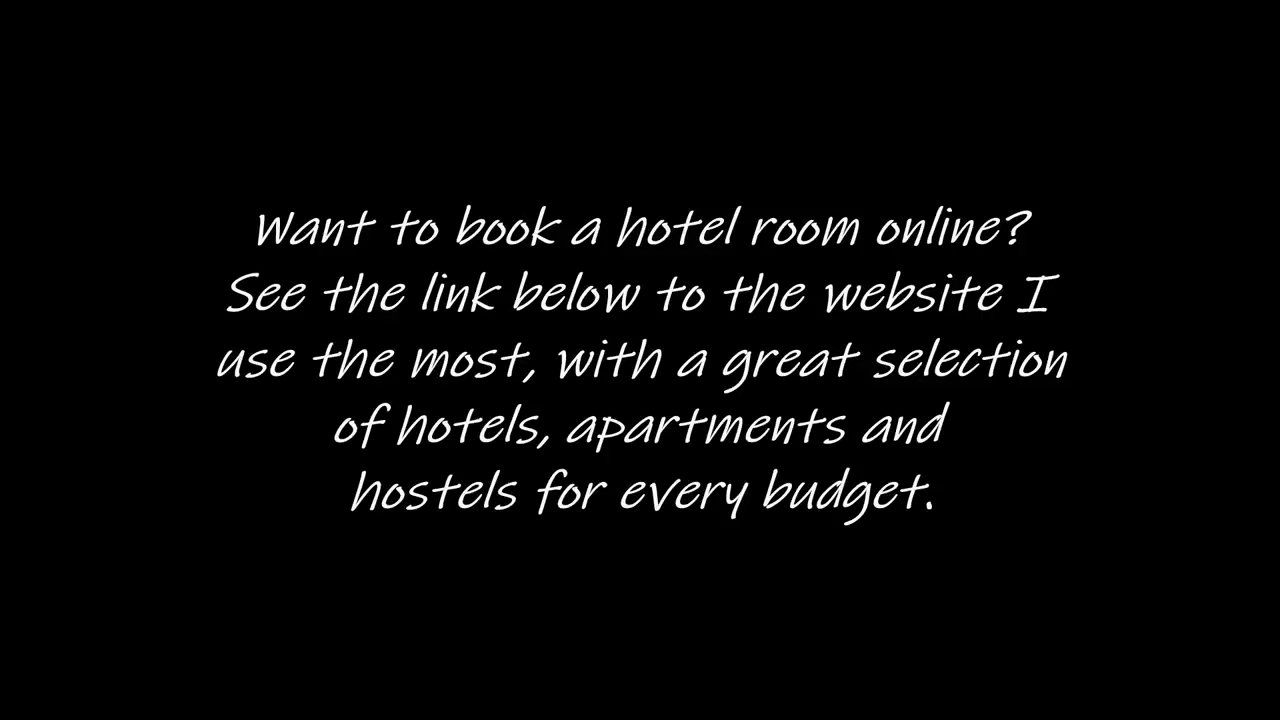 Want to book a hotel room online?
See the link below to the website I
use the most, with a great selection
of hotels, apartments and
hostels for every budget.